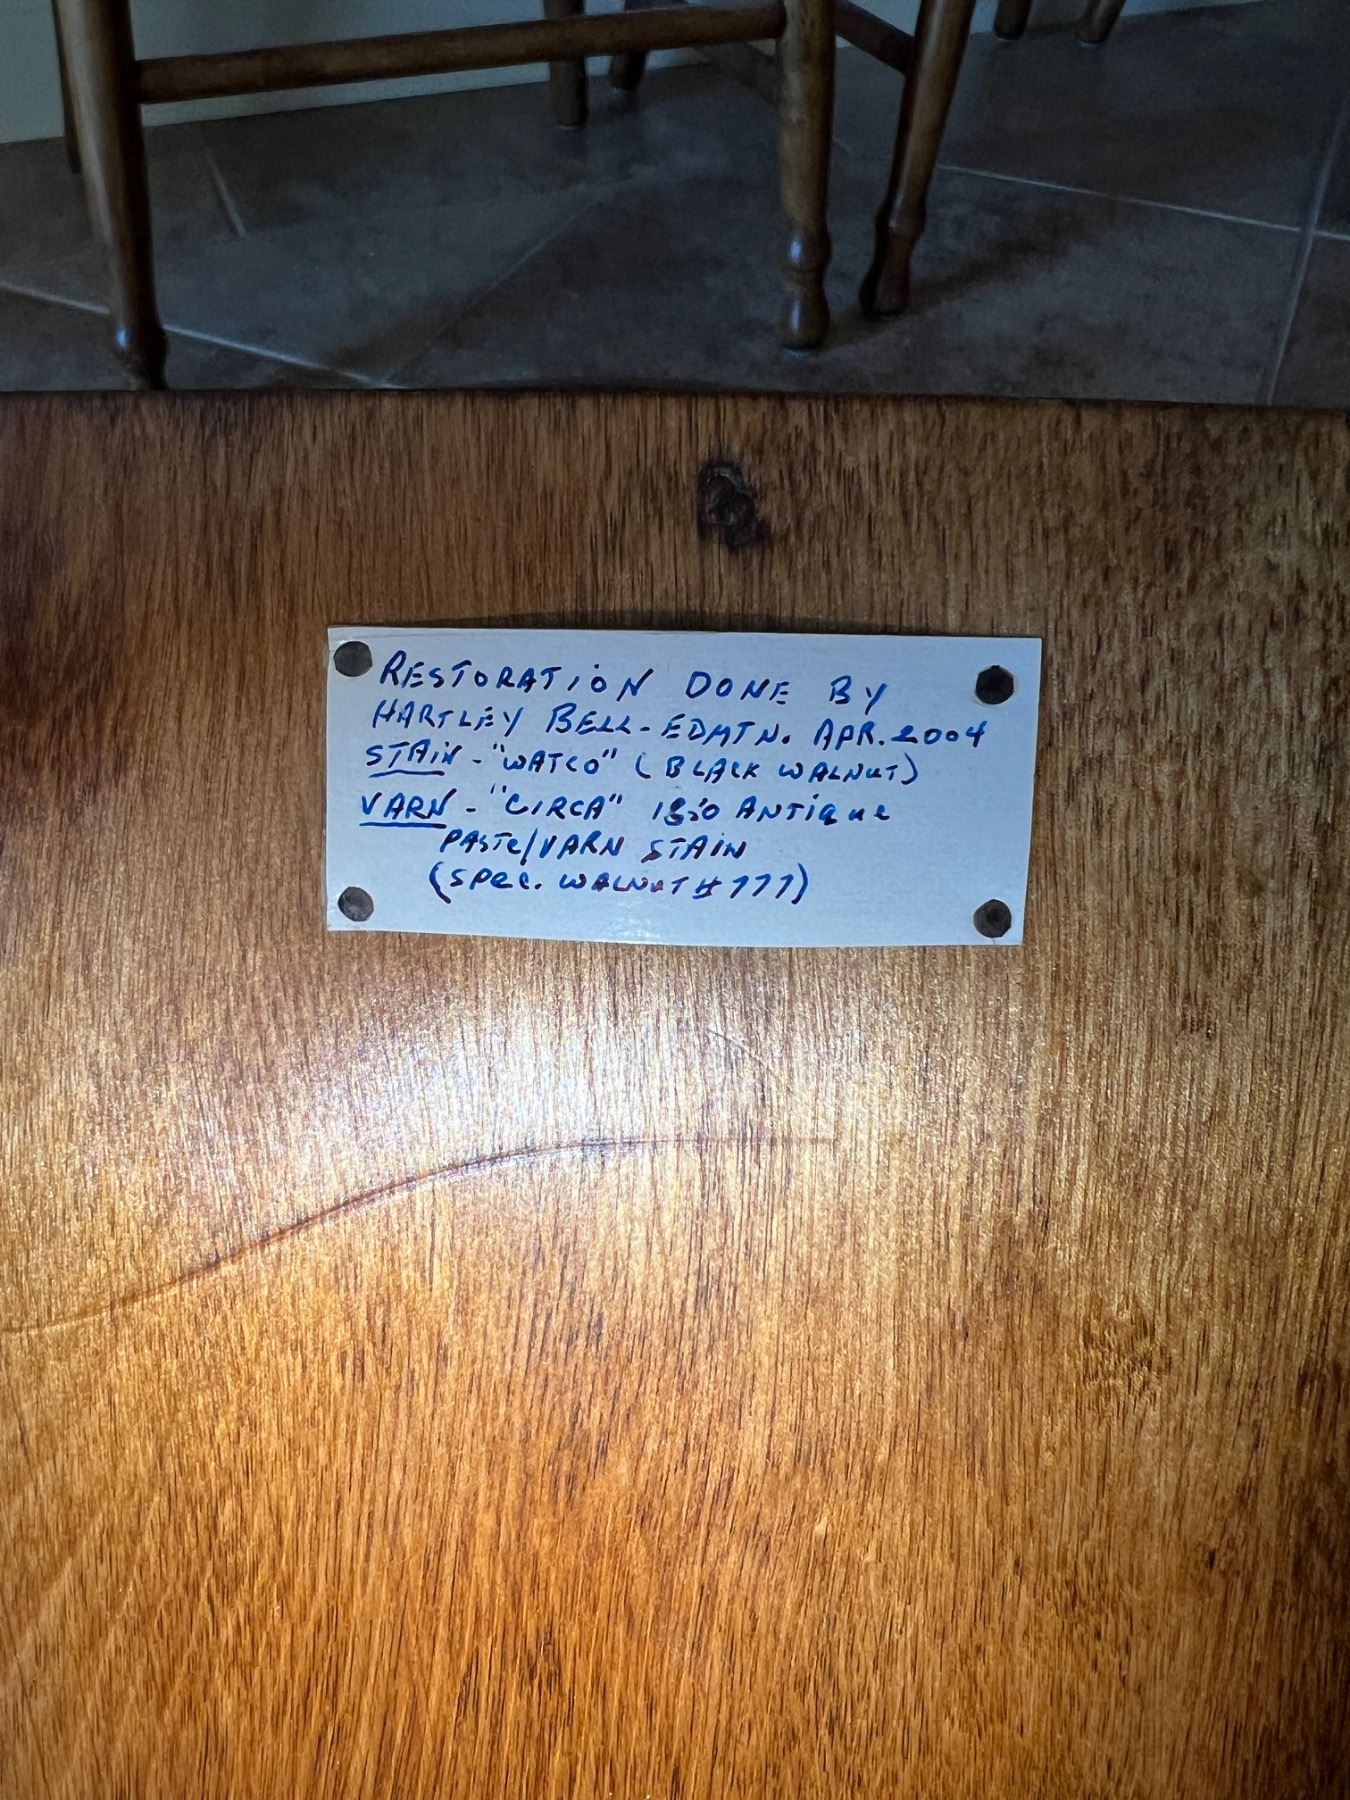 RESTORATION DONE BY
HARTLEY BELL - EDMTN. APR. 2004
STAIN - "WATCO" (BLACK WALNUT)
VARN - "CIRCA" 1850 ANTIQUE
PASTE/VARN STAIN
(SPEC. WALNUT #777)